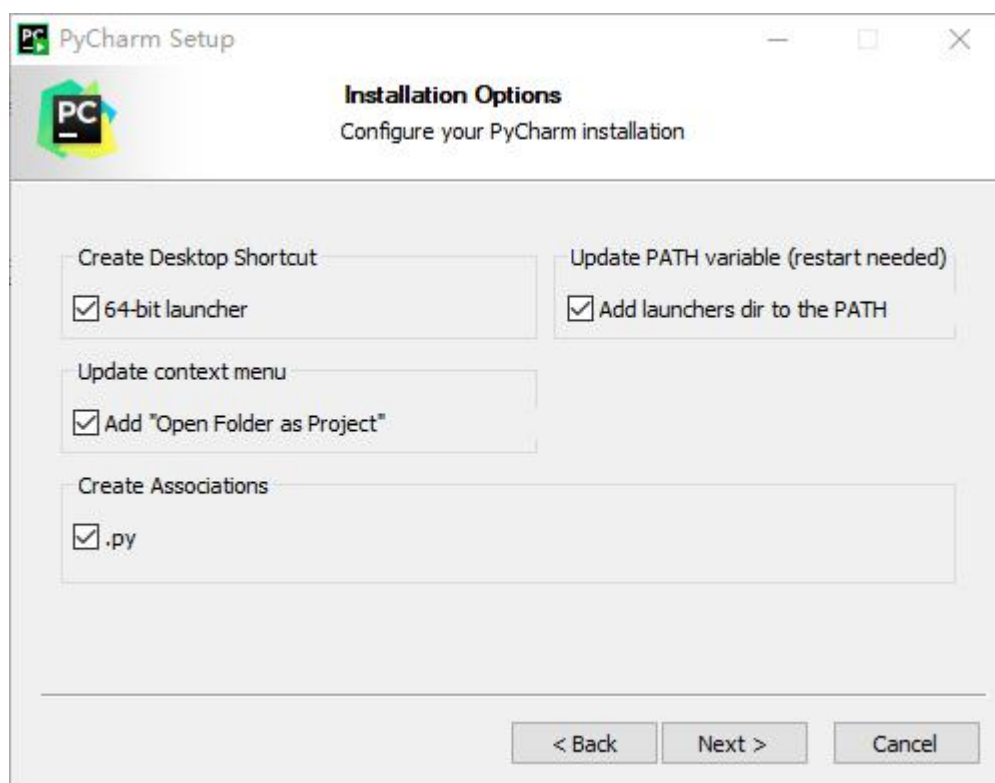 PyCharm Setup
PC
Installation Options
Configure your PyCharm installation
Create Desktop Shortcut
64-bit launcher
Update PATH variable (restart needed)
Add launchers dir to the PATH
Update context menu
Add "Open Folder as Project"
Create Associations
.py
< Back
Next >
Cancel